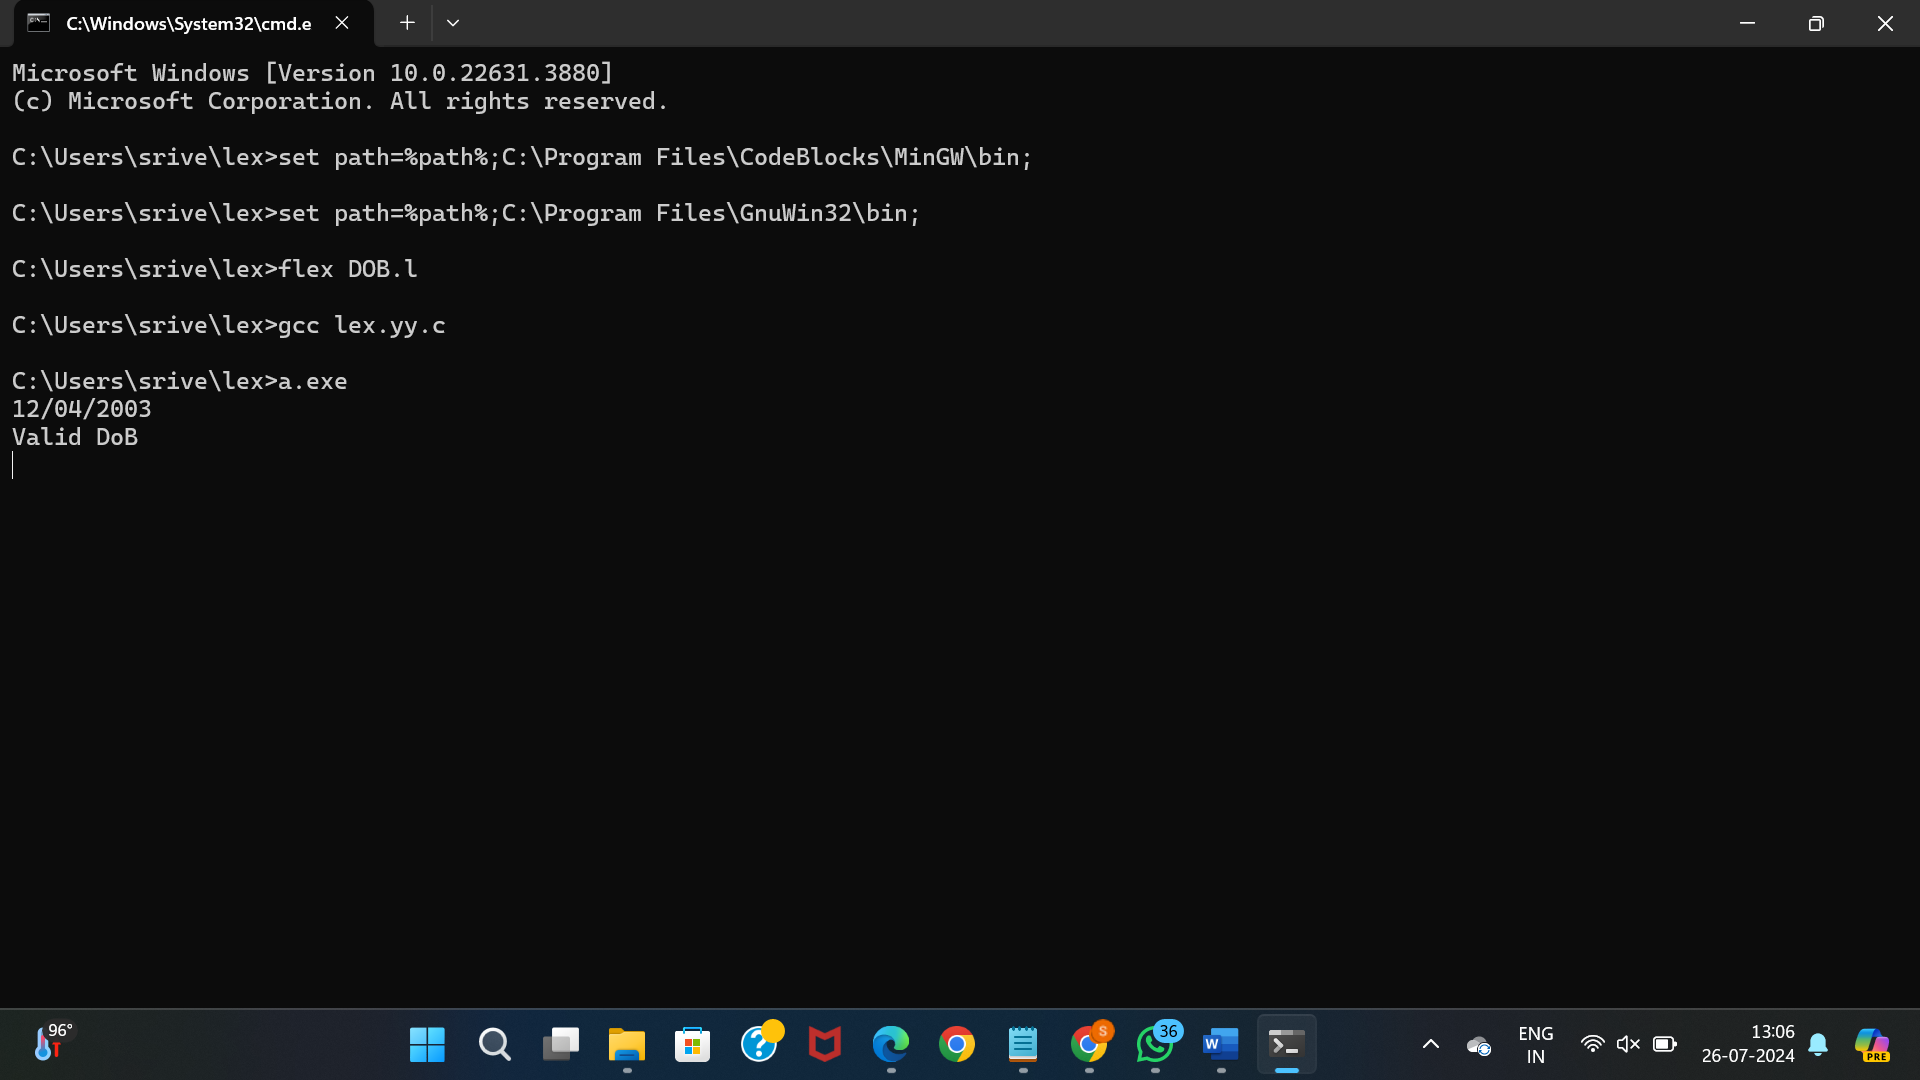 C:\Windows\System32\cmd.e
Microsoft Windows [Version 10.0.22631.3880]
(c) Microsoft Corporation. All rights reserved.
C:\Users\srive\lex>set path=%path%;C:\Program Files\CodeBlocks\MinGW\bin;
C:\Users\srive\lex>set path=%path%;C:\Program Files\GnuWin32\bin;
C:\Users\srive\lex>flex DOB.l
C:\Users\srive\lex>gcc lex.yy.c
C:\Users\srive\lex>a.exe
12/04/2003
Valid DoB
96°
S
36
W
ENG
IN
13:06
26-07-2024
PRE